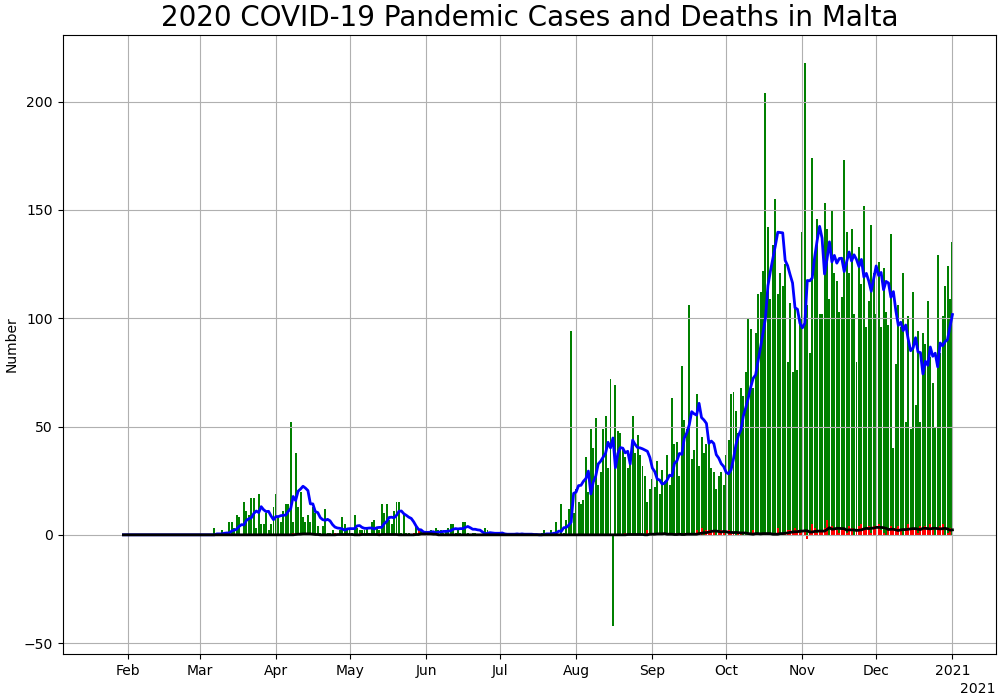 2020 COVID-19 Pandemic Cases and Deaths in Malta
Number
200
150
100
50
0
−50
Feb Mar Apr May Jun Jul Aug Sep Oct Nov Dec 2021
2021